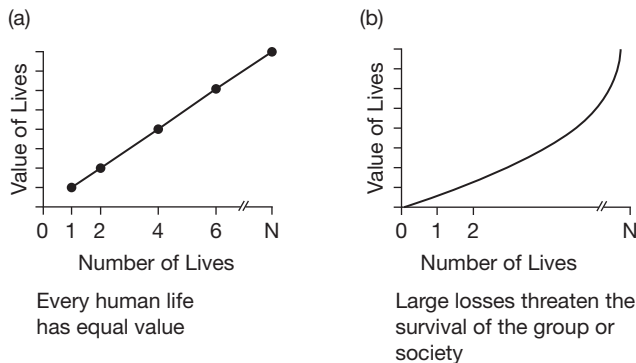 (a)
Value of Lives
0 1 2 4 6 N
Number of Lives
Every human life
has equal value
(b)
Value of Lives
0 1 2 N
Number of Lives
Large losses threaten the
survival of the group or
society